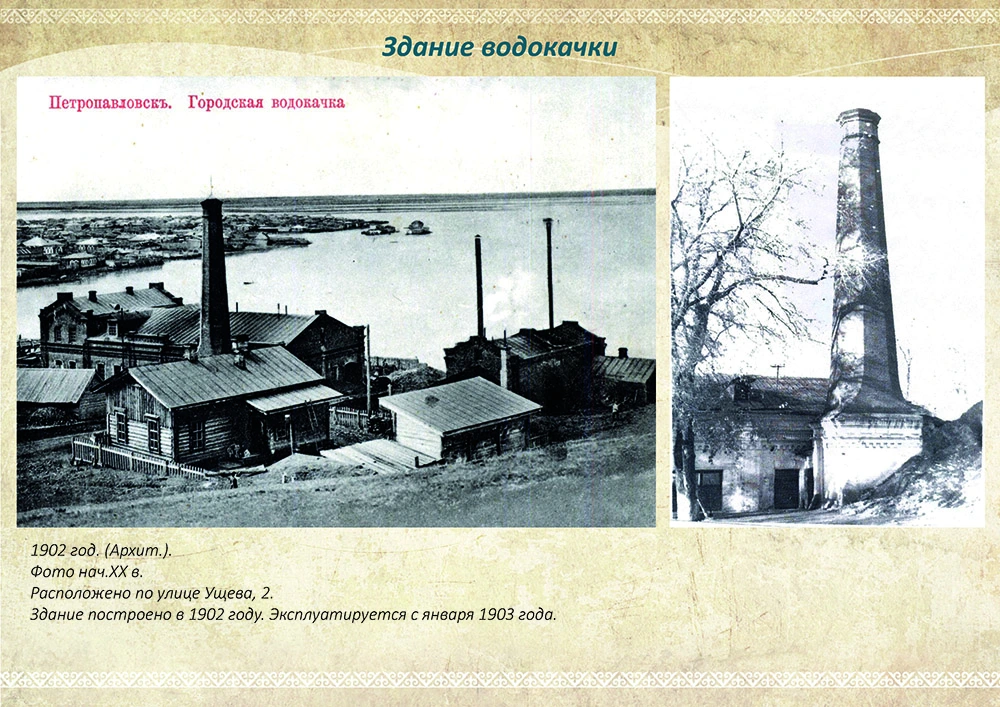 Здание водокачки
Петропавловскъ. Городская водокачка
1902 год. (Архит.).
Фото нач.XX в.
Расположено по улице Ущева, 2.
Здание построено в 1902 году. Эксплуатируется с января 1903 года.